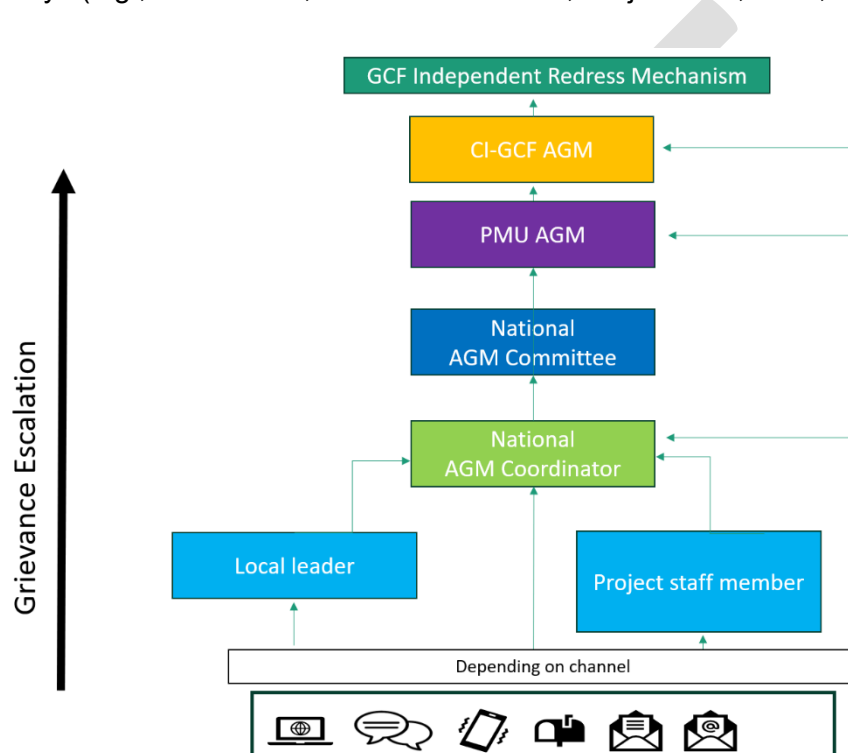 GCF Independent Redress Mechanism
CI-GCF AGM
PMU AGM
National
AGM Committee
National
AGM Coordinator
Local leader
Project staff member
Depending on channel
Grievance Escalation